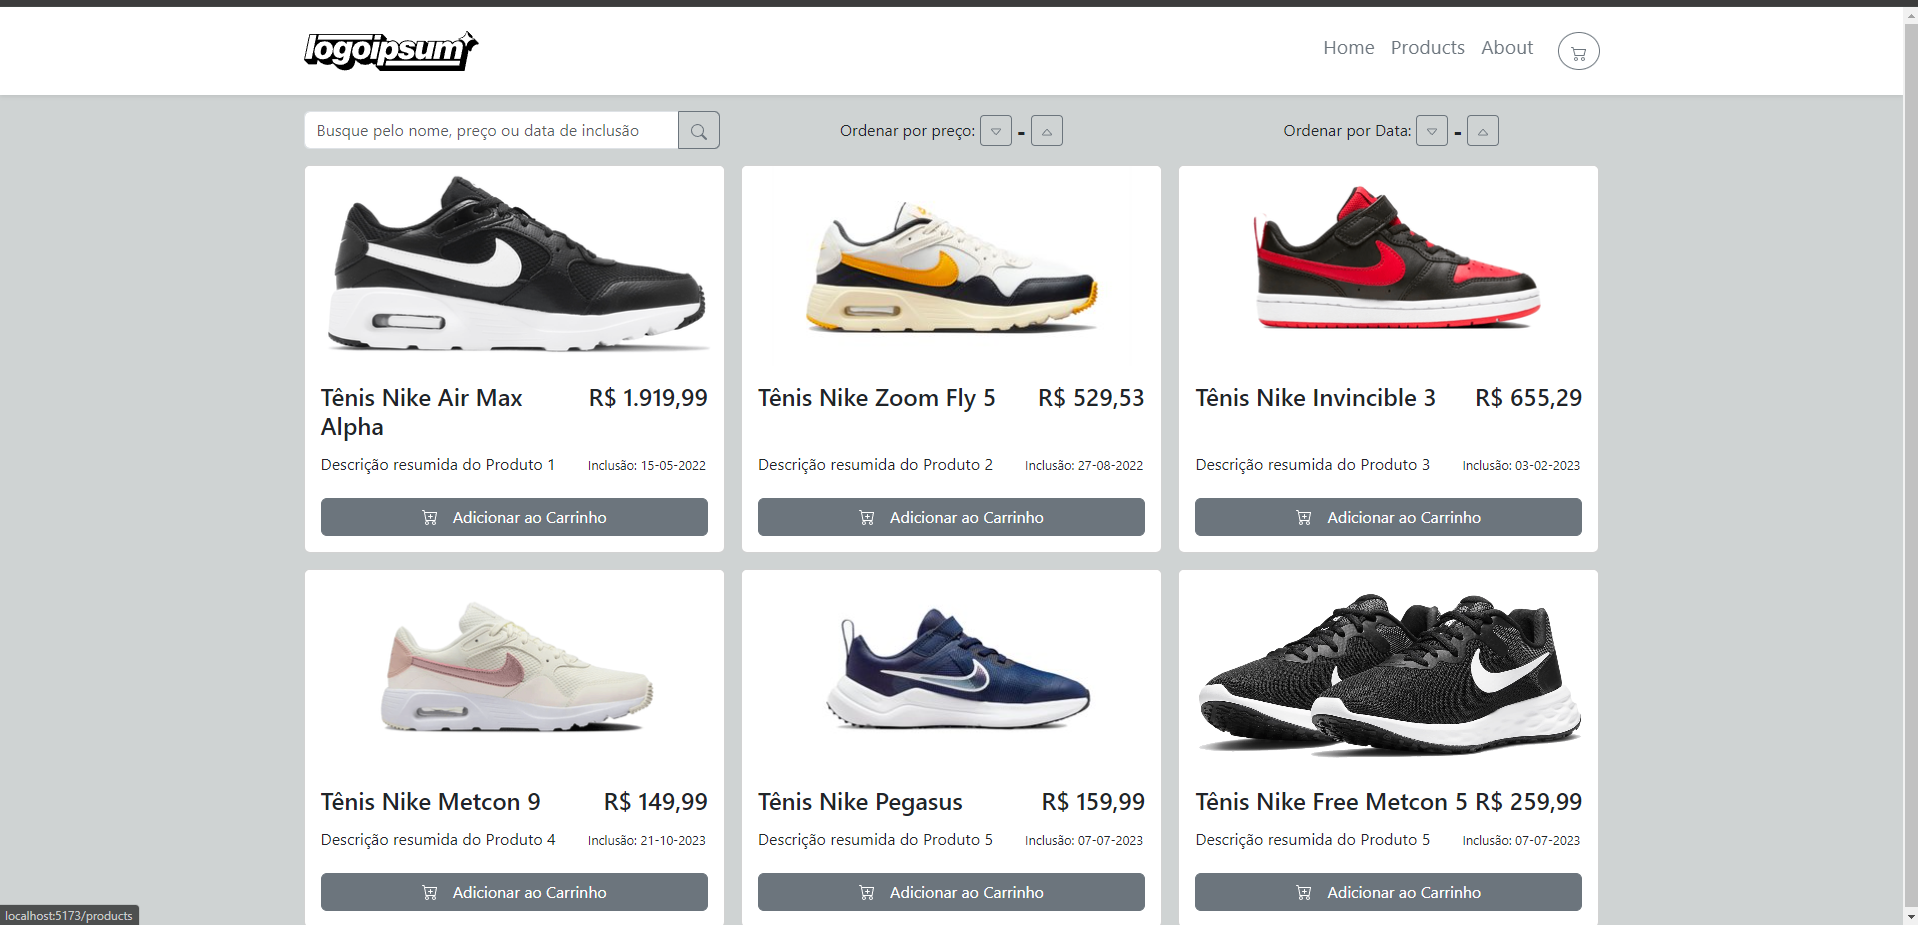 logoipsum
Home Products About
Busque pelo nome, preço ou data de inclusão
Ordenar por preço: -
Ordenar por Data: -
Tênis Nike Air Max Alpha R$ 1.919,99
Descrição resumida do Produto 1 Inclusão: 15-05-2022
Adicionar ao Carrinho
Tênis Nike Zoom Fly 5 R$ 529,53
Descrição resumida do Produto 2 Inclusão: 27-08-2022
Adicionar ao Carrinho
Tênis Nike Invincible 3 R$ 655,29
Descrição resumida do Produto 3 Inclusão: 03-02-2023
Adicionar ao Carrinho
Tênis Nike Metcon 9 R$ 149,99
Descrição resumida do Produto 4 Inclusão: 21-10-2023
Adicionar ao Carrinho
Tênis Nike Pegasus R$ 159,99
Descrição resumida do Produto 5 Inclusão: 07-07-2023
Adicionar ao Carrinho
Tênis Nike Free Metcon 5 R$ 259,99
Descrição resumida do Produto 5 Inclusão: 07-07-2023
Adicionar ao Carrinho
localhost:5173/products